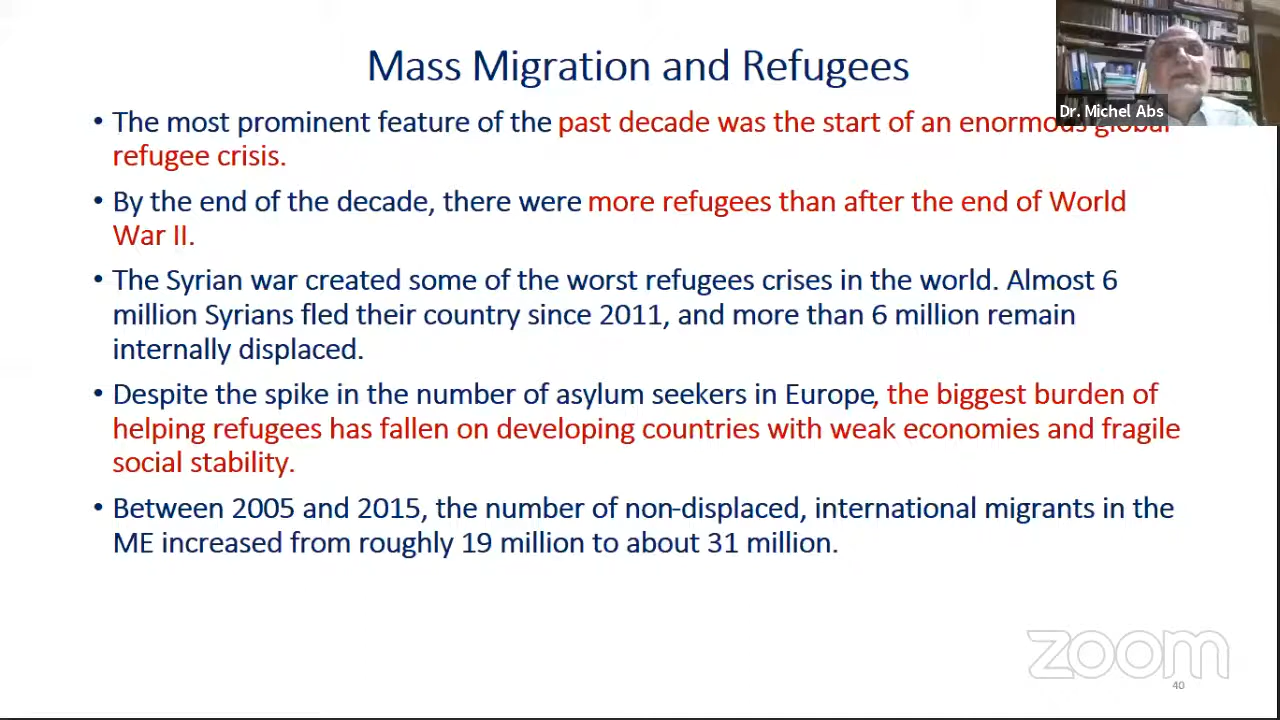 Mass Migration and Refugees
Dr. Michel Abs
• The most prominent feature of the past decade was the start of an enormous global
refugee crisis.
• By the end of the decade, there were more refugees than after the end of World
War II.
• The Syrian war created some of the worst refugees crises in the world. Almost 6
million Syrians fled their country since 2011, and more than 6 million remain
internally displaced.
• Despite the spike in the number of asylum seekers in Europe, the biggest burden of
helping refugees has fallen on developing countries with weak economies and fragile
social stability.
• Between 2005 and 2015, the number of non-displaced, international migrants in the
ME increased from roughly 19 million to about 31 million.
zoom
40